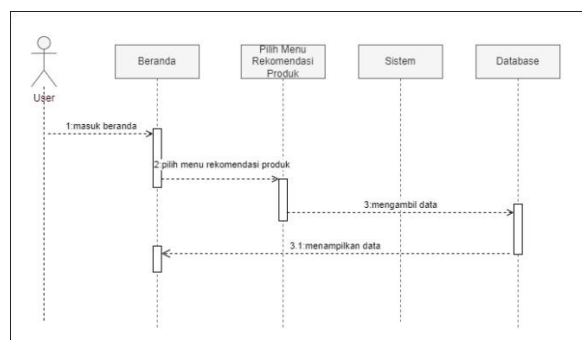 User
Beranda
Pilih Menu
Rekomendasi
Produk
Sistem
Database
1:masuk beranda
2:pilih menu rekomendasi produk
3:mengambil data
3.1:menampilkan data